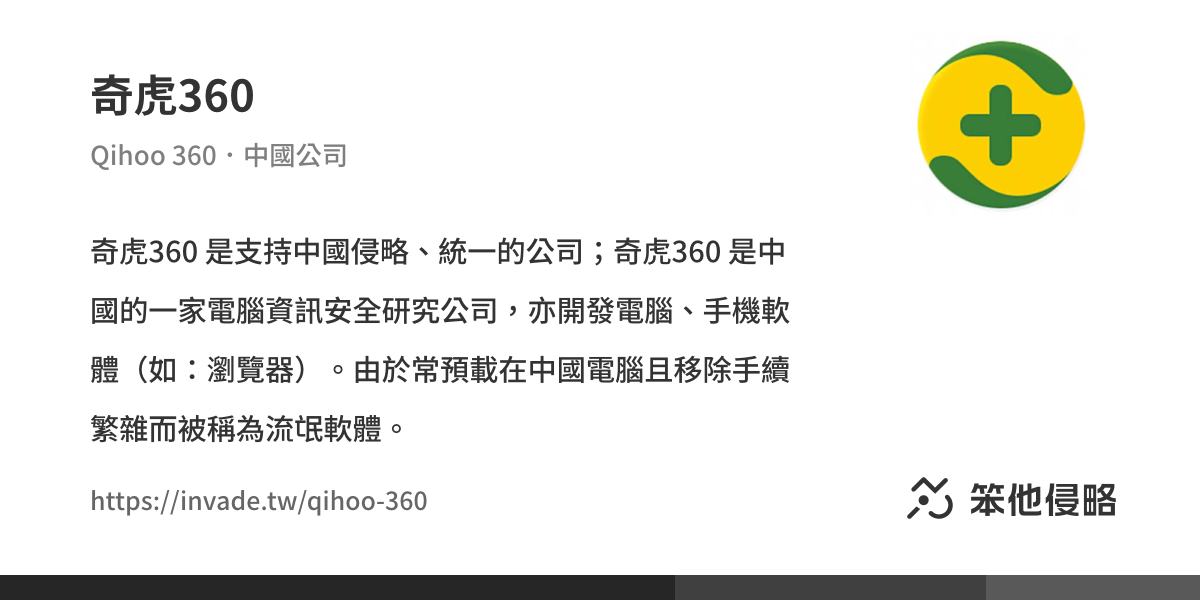 奇虎360
Qihoo 360・中國公司
奇虎360 是支持中國侵略、統一的公司；奇虎360 是中
國的一家電腦資訊安全研究公司，亦開發電腦、手機軟
體（如：瀏覽器）。由於常預載在中國電腦且移除手續
繁雜而被稱為流氓軟體。
https://invade.tw/qihoo-360
笨他侵略